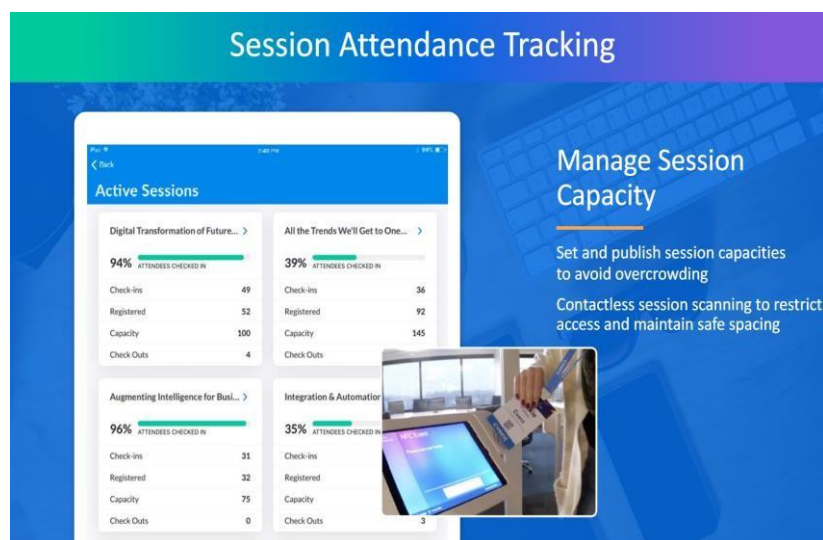 Session Attendance Tracking
iPad
2:48 PM
99%
Back
Active Sessions
Digital Transformation of Future...
94% ATTENDEES CHECKED IN
Check-ins 49
Registered 52
Capacity 100
Check Outs 4
All the Trends We'll Get to One...
39% ATTENDEES CHECKED IN
Check-ins 36
Registered 92
Capacity 145
Check Outs
Augmenting Intelligence for Busi...
96% ATTENDEES CHECKED IN
Check-ins 31
Registered 32
Capacity 75
Check Outs 0
Integration & Automation
35% ATTENDEES CHECKED IN
Check-ins
Registered
Capacity
Check Outs 3
Manage Session
Capacity
Set and publish session capacities
to avoid overcrowding
Contactless session scanning to restrict
access and maintain safe spacing